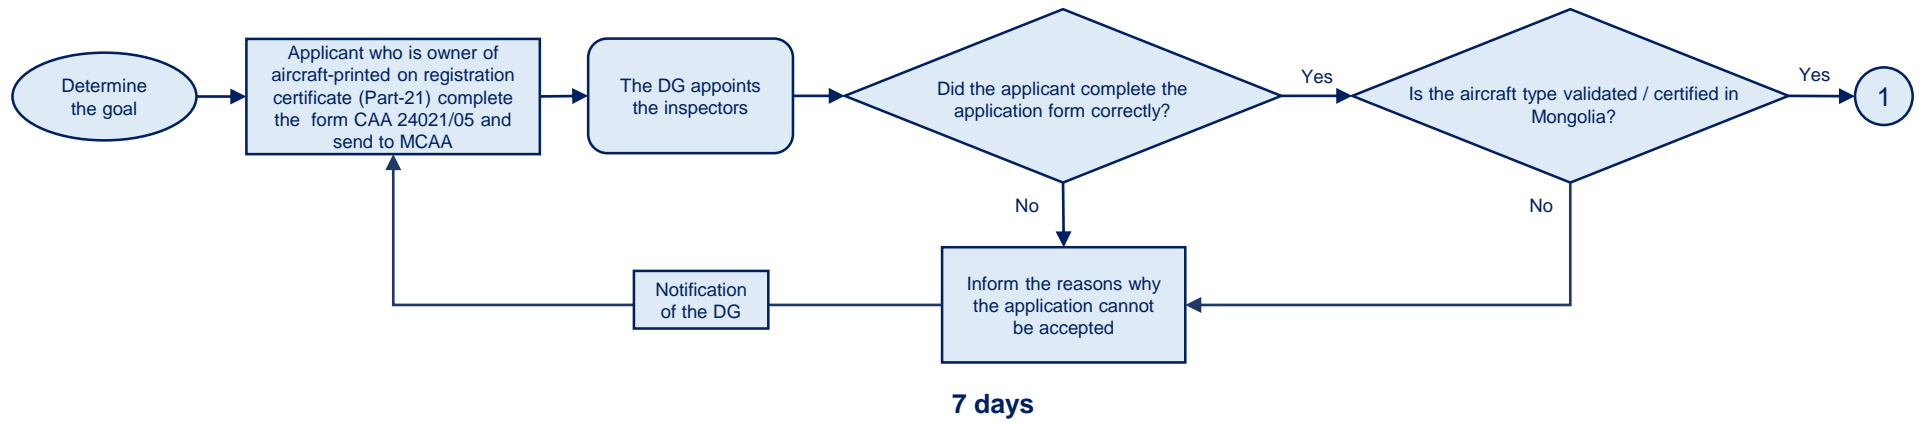 Determine
the goal
Applicant who is owner of
aircraft-printed on registration
certificate (Part-21) complete
the form CAA 24021/05 and
send to MCAA
The DG appoints
the inspectors
Did the applicant complete the
application form correctly?
Yes
Is the aircraft type validated / certified in
Mongolia?
Yes
1
No
No
Notification
of the DG
Inform the reasons why
the application cannot
be accepted
7 days